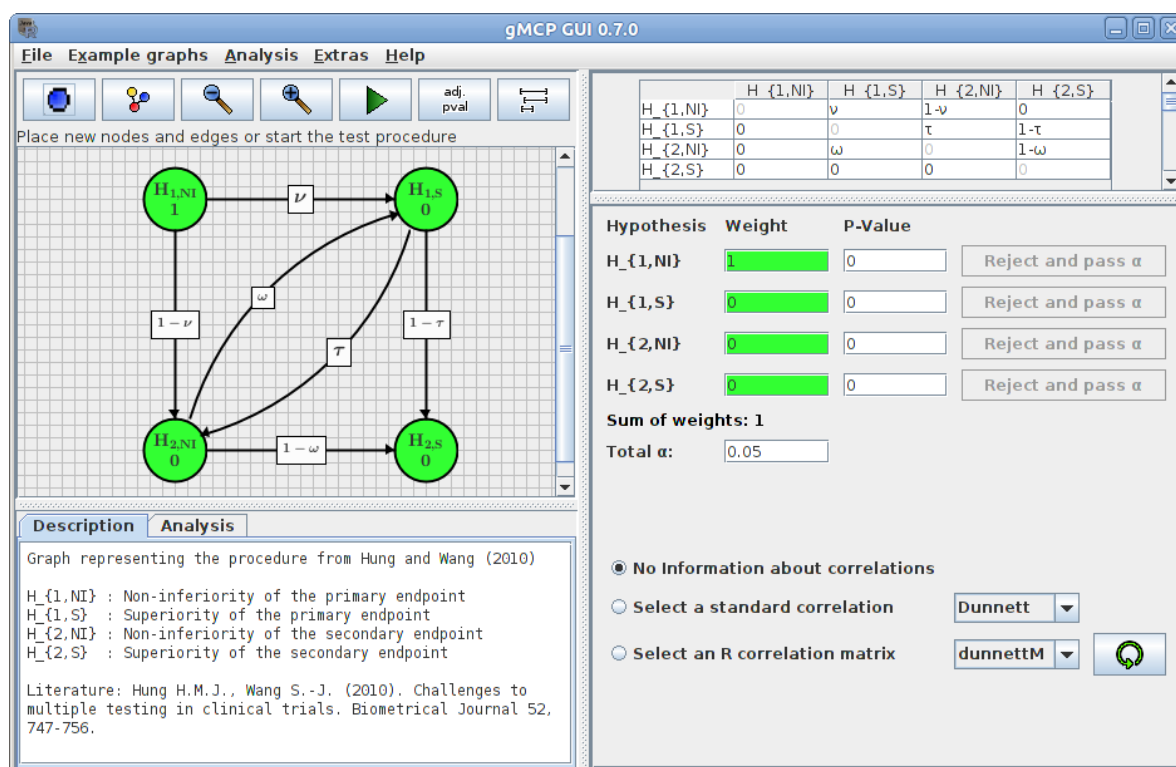 gMCP GUI 0.7.0
File Example graphs Analysis Extras Help
adj.
pval
Place new nodes and edges or start the test procedure
H1,NI
1
ν
H1,S
0
ω
1 − ν
1 − τ
τ
H2,NI
0
1 − ω
H2,S
0
Description Analysis
Graph representing the procedure from Hung and Wang (2010)
H_{1,NI} : Non-inferiority of the primary endpoint
H_{1,S} : Superiority of the primary endpoint
H_{2,NI} : Non-inferiority of the secondary endpoint
H_{2,S} : Superiority of the secondary endpoint
Literature: Hung H.M.J., Wang S.-J. (2010). Challenges to
multiple testing in clinical trials. Biometrical Journal 52,
747-756.
H_{1,NI} H_{1,S} H_{2,NI} H_{2,S}
H_{1,NI} 0 ν 1-ν 0
H_{1,S} 0 0 τ 1-τ
H_{2,NI} 0 ω 0 1-ω
H_{2,S} 0 0 0 0
Hypothesis Weight P-Value
H_{1,NI} 1 0 Reject and pass α
H_{1,S} 0 0 Reject and pass α
H_{2,NI} 0 0 Reject and pass α
H_{2,S} 0 0 Reject and pass α
Sum of weights: 1
Total α: 0.05
No Information about correlations
Select a standard correlation Dunnett
Select an R correlation matrix dunnettM